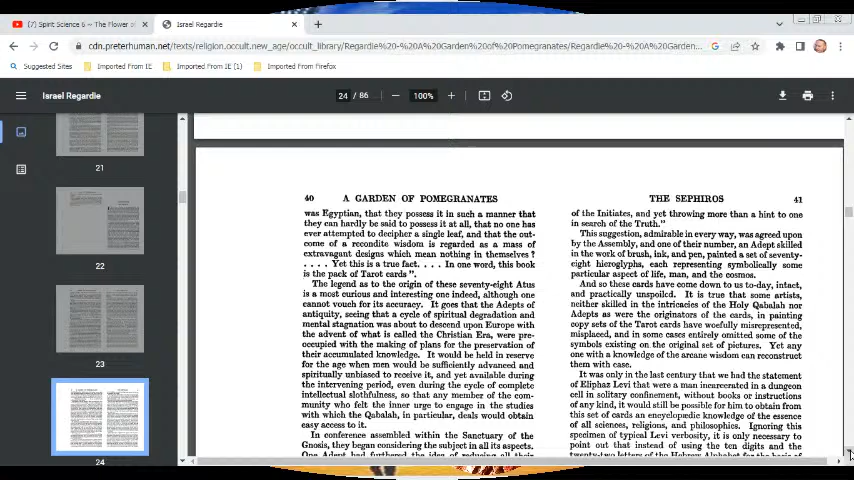 (7) Spirit Science 6 ~ The Flower of
Israel Regardie
cdn.preterhuman.net/texts/religion.occult.new_age/occult_library/Regardie%20-%20A%20Garden%20of%20Pomegranates/Regardie%20-%20A%20Garden...
Suggested Sites
Imported From IE
Imported From IE (1)
Imported From Firefox
Israel Regardie
24 / 86
100%
21
22
23
24
40 A GARDEN OF POMEGRANATES
was Egyptian, that they possess it in such a manner that
they can hardly be said to possess it at all, that no one has
ever attempted to decipher a single leaf, and that the out-
come of a recondite wisdom is regarded as a mass of
extravagant designs which mean nothing in themselves ?
. . . . Yet this is a true fact. . . . In one word, this book
is the pack of Tarot cards ".
The legend as to the origin of these seventy-eight Atus
is a most curious and interesting one indeed, although one
cannot vouch for its accuracy. It goes that the Adepts of
antiquity, seeing that a cycle of spiritual degradation and
mental stagnation was about to descend upon Europe with
the advent of what is called the Christian Era, were pre-
occupied with the making of plans for the preservation of
their accumulated knowledge. It would be held in reserve
for the age when men would be sufficiently advanced and
spiritually unbiased to receive it, and yet available during
the intervening period, even during the cycle of complete
intellectual slothfulness, so that any member of the com-
munity who felt the inner urge to engage in the studies
with which the Qabalah, in particular, deals would obtain
easy access to it.
In conference assembled within the Sanctuary of the
Gnosis, they began considering the subject in all its aspects.
One Adept had furthered the idea of reducing all their
THE SEPHIROS 41
of the Initiates, and yet throwing more than a hint to one
in search of the Truth."
This suggestion, admirable in every way, was agreed upon
by the Assembly, and one of their number, an Adept skilled
in the work of brush, ink, and pen, painted a set of seventy-
eight hieroglyphs, each representing symbolically some
particular aspect of life, man, and the cosmos.
And so these cards have come down to us to-day, intact,
and practically unspoiled. It is true that some artists,
neither skilled in the intricacies of the Holy Qabalah nor
Adepts as were the originators of the cards, in painting
copy sets of the Tarot cards have woefully misrepresented,
misplaced, and in some cases entirely omitted some of the
symbols existing on the original set of pictures. Yet any
one with a knowledge of the arcane wisdom can reconstruct
them with ease.
It was only in the last century that we had the statement
of Eliphaz Levi that were a man incarcerated in a dungeon
cell in solitary confinement, without books or instructions
of any kind, it would still be possible for him to obtain from
this set of cards an encyclopedic knowledge of the essence
of all sciences, religions, and philosophies. Ignoring this
specimen of typical Levi verbosity, it is only necessary to
point out that instead of using the ten digits and the
twenty-two letters of the Hebrew Alphabet for the basis of